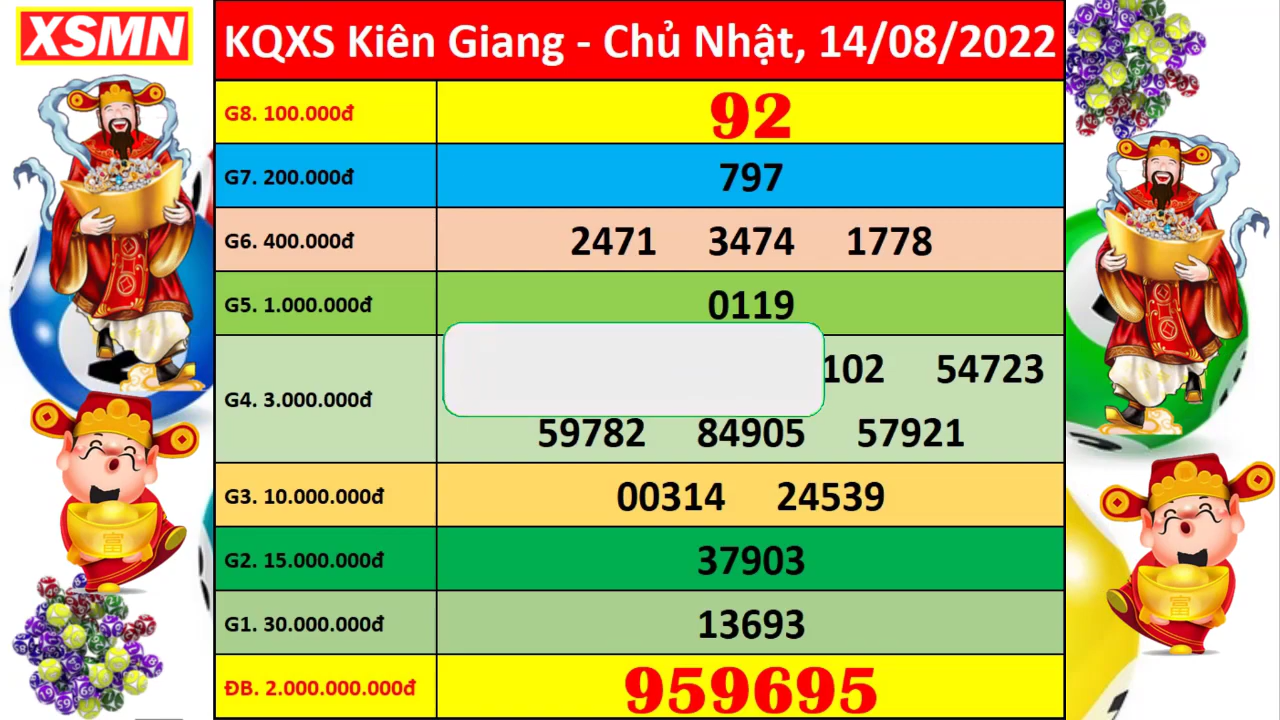 XSMN
KQXS Kiên Giang - Chủ Nhật, 14/08/2022
G8. 100.000đ 92
G7. 200.000đ 797
G6. 400.000đ 2471 3474 1778
G5. 1.000.000đ 0119
G4. 3.000.000đ 54723
59782 84905 57921
G3. 10.000.000đ 00314 24539
G2. 15.000.000đ 37903
G1. 30.000.000đ 13693
ĐB. 2.000.000.000đ 959695
富
富